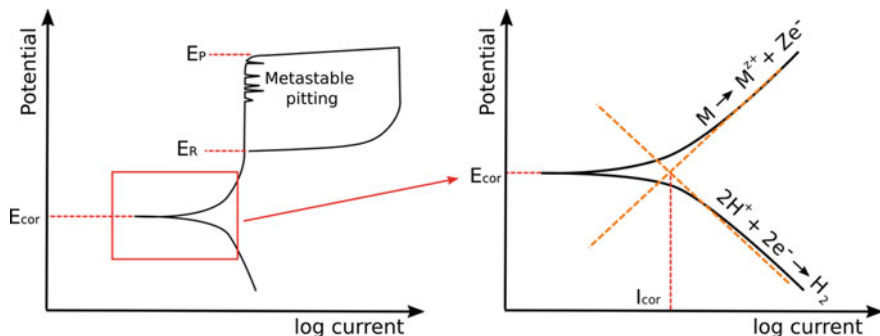 Potential
E_P
Metastable
pitting
E_R
E_cor
log current
Potential
M → M^z+ + Ze^-
E_cor
2H^+ + 2e^- → H_2
I_cor
log current